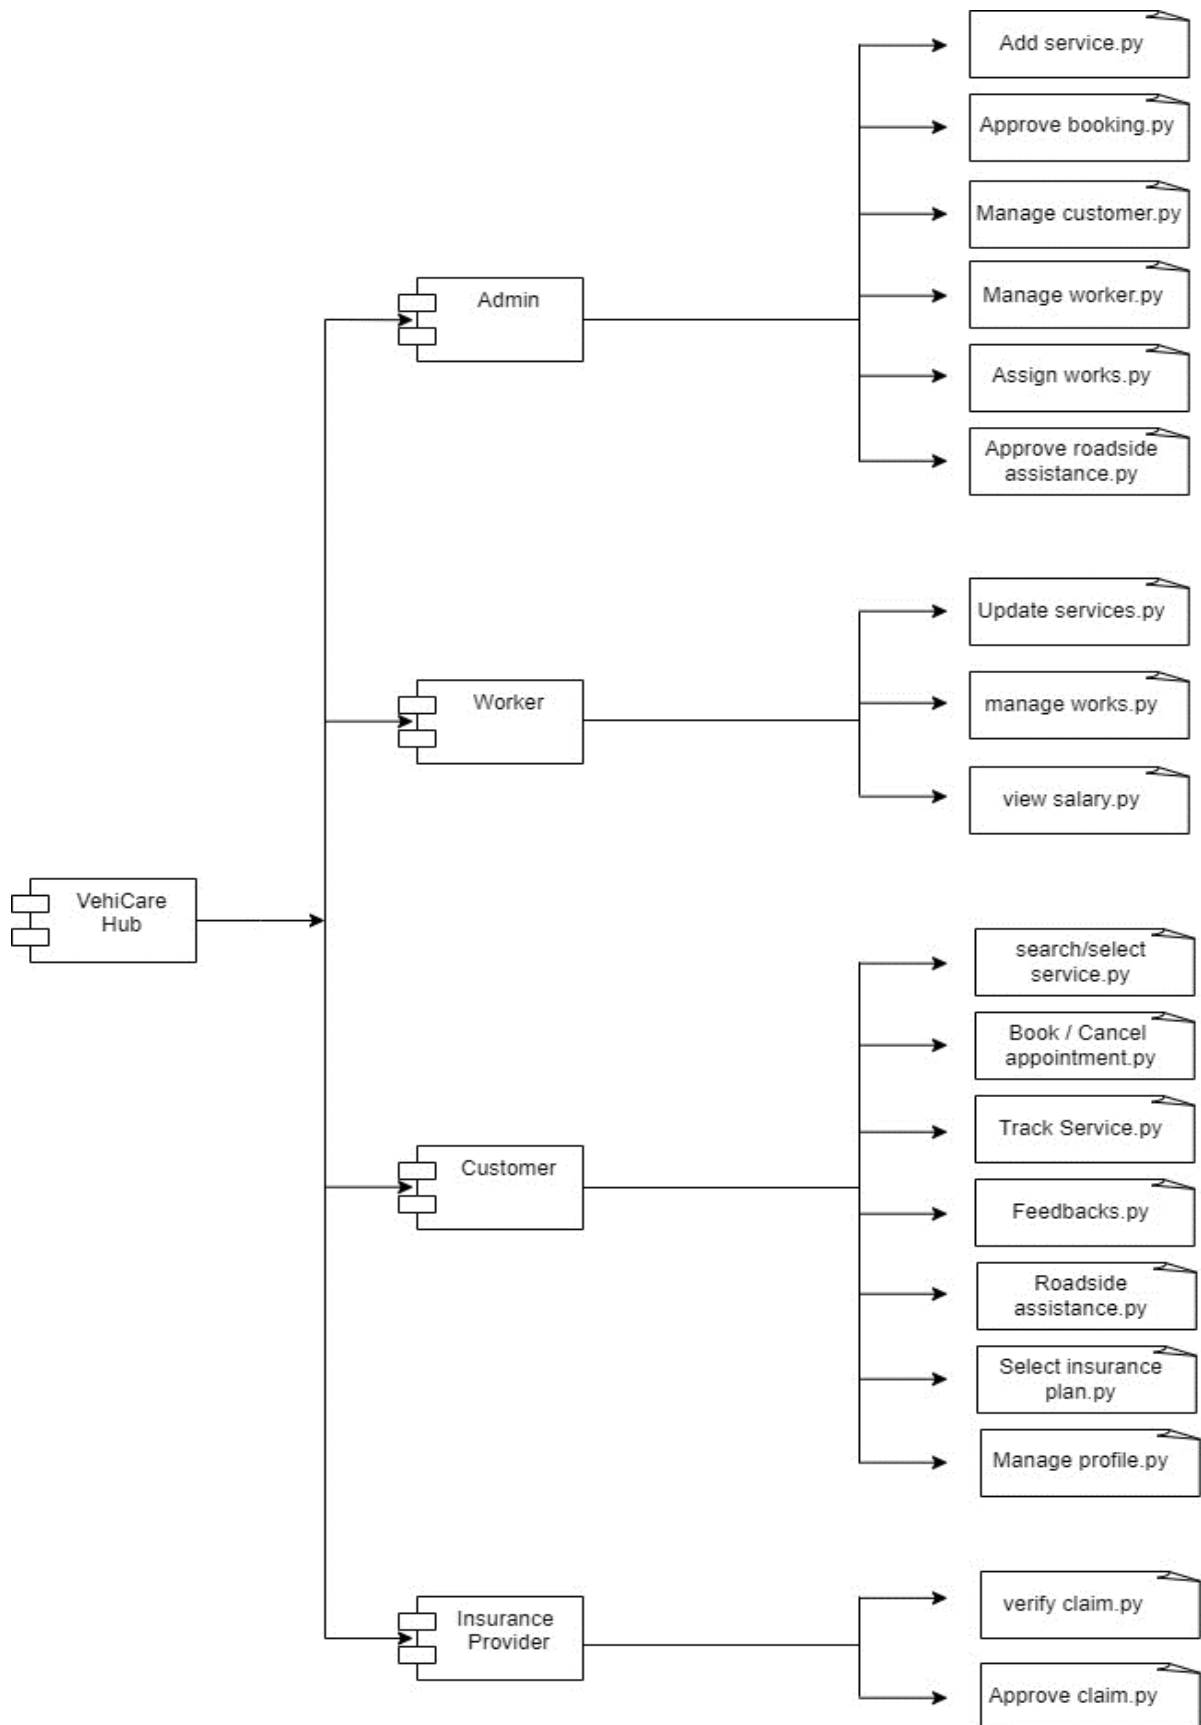 Add service.py
Approve booking.py
Manage customer.py
Manage worker.py
Assign works.py
Approve roadside
assistance.py
Admin
Update services.py
manage works.py
view salary.py
Worker
VehiCare
Hub
search/select
service.py
Book / Cancel
appointment.py
Track Service.py
Feedbacks.py
Roadside
assistance.py
Select insurance
plan.py
Manage profile.py
Customer
verify claim.py
Approve claim.py
Insurance
Provider